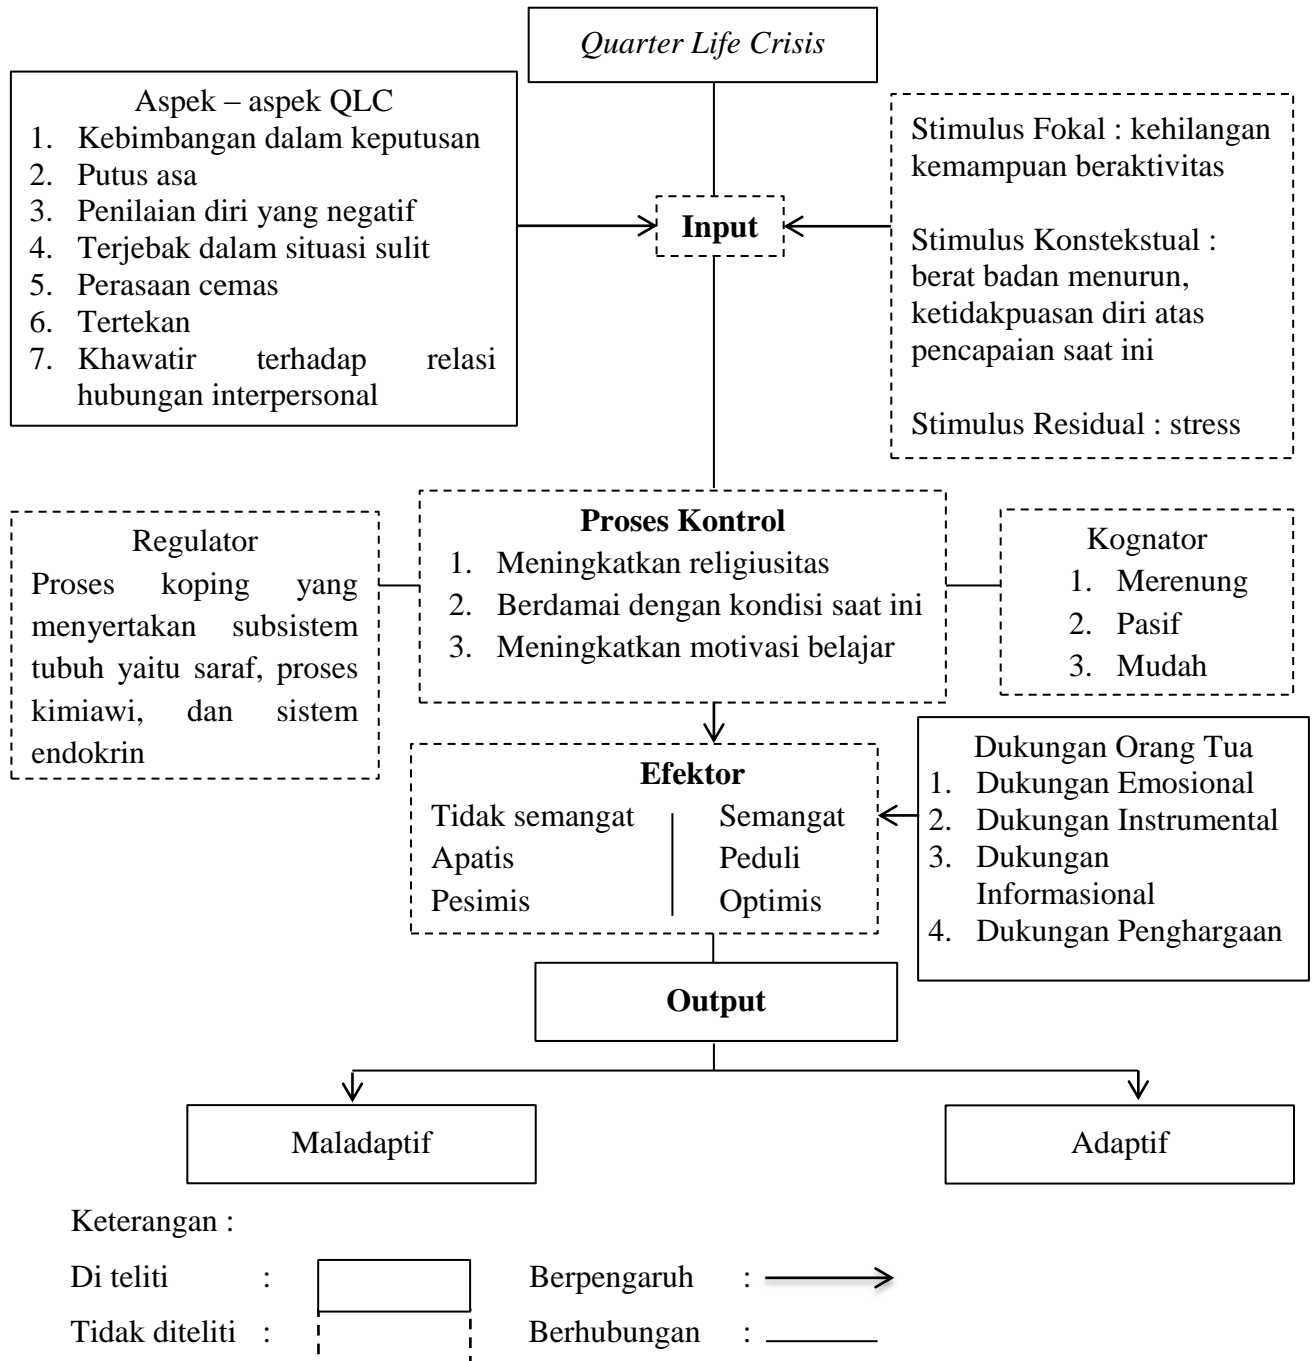 Quarter Life Crisis
Aspek – aspek QLC
1. Kebimbangan dalam keputusan
2. Putus asa
3. Penilaian diri yang negatif
4. Terjebak dalam situasi sulit
5. Perasaan cemas
6. Tertekan
7. Khawatir terhadap relasi
hubungan interpersonal
Input
Stimulus Fokal : kehilangan
kemampuan beraktivitas
Stimulus Konstekstual :
berat badan menurun,
ketidakpuasan diri atas
pencapaian saat ini
Stimulus Residual : stress
Regulator
Proses koping yang
menyertakan subsistem
tubuh yaitu saraf, proses
kimiawi, dan sistem
endokrin
Proses Kontrol
1. Meningkatkan religiusitas
2. Berdamai dengan kondisi saat ini
3. Meningkatkan motivasi belajar
Kognator
1. Merenung
2. Pasif
3. Mudah
Efektor
Tidak semangat Semangat
Apatis Peduli
Pesimis Optimis
Dukungan Orang Tua
1. Dukungan Emosional
2. Dukungan Instrumental
3. Dukungan
Informasional
4. Dukungan Penghargaan
Output
Maladaptif
Adaptif
Keterangan :
Di teliti : Berpengaruh :
Tidak diteliti : Berhubungan :